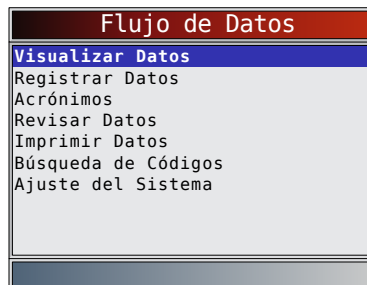 Flujo de Datos
Visualizar Datos
Registrar Datos
Acrónimos
Revisar Datos
Imprimir Datos
Búsqueda de Códigos
Ajuste del Sistema